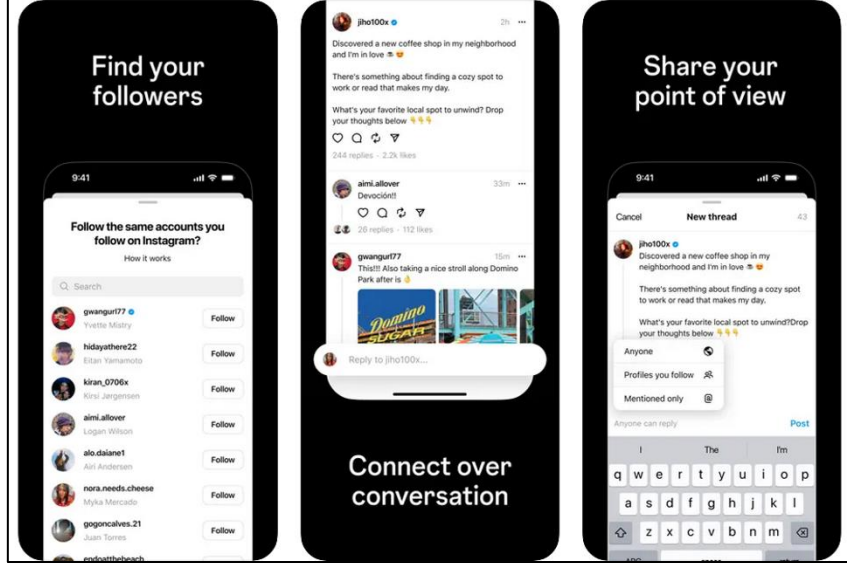 Find your
followers
9:41
Follow the same accounts you
follow on Instagram?
How it works
Search
gwangurl77
Yvette Mistry
Follow
hidayathere22
Eitan Yamamoto
Follow
kiran_0706x
Kirsi Jørgensen
Follow
aimi.allover
Logan Wilson
Follow
alo.daiane1
Airi Andersen
Follow
nora.needs.cheese
Myka Mercado
Follow
gogoncalves.21
Juan Torres
Follow
endoatthebeach
jiho100x 2h
Discovered a new coffee shop in my neighborhood
and I'm in love ☕ 😍
There's something about finding a cozy spot to
work or read that makes my day.
What's your favorite local spot to unwind? Drop
your thoughts below 👇👇👇
244 replies · 2.2k likes
aimi.allover 33m
Devoción!!
26 replies · 112 likes
gwangurl77 15m
This!!! Also taking a nice stroll along Domino
Park after is 👌
Domino
SUGAR
Reply to jiho100x...
Connect over
conversation
Share your
point of view
9:41
Cancel New thread 43
jiho100x
Discovered a new coffee shop in my
neighborhood and I'm in love ☕ 😍
There's something about finding a cozy spot
to work or read that makes my day.
What's your favorite local spot to unwind?Drop
your thoughts below 👇👇👇
Anyone
Profiles you follow
Mentioned only @
Anyone can reply Post
I The I'm
q w e r t y u i o p
a s d f g h j k l
z x c v b n m